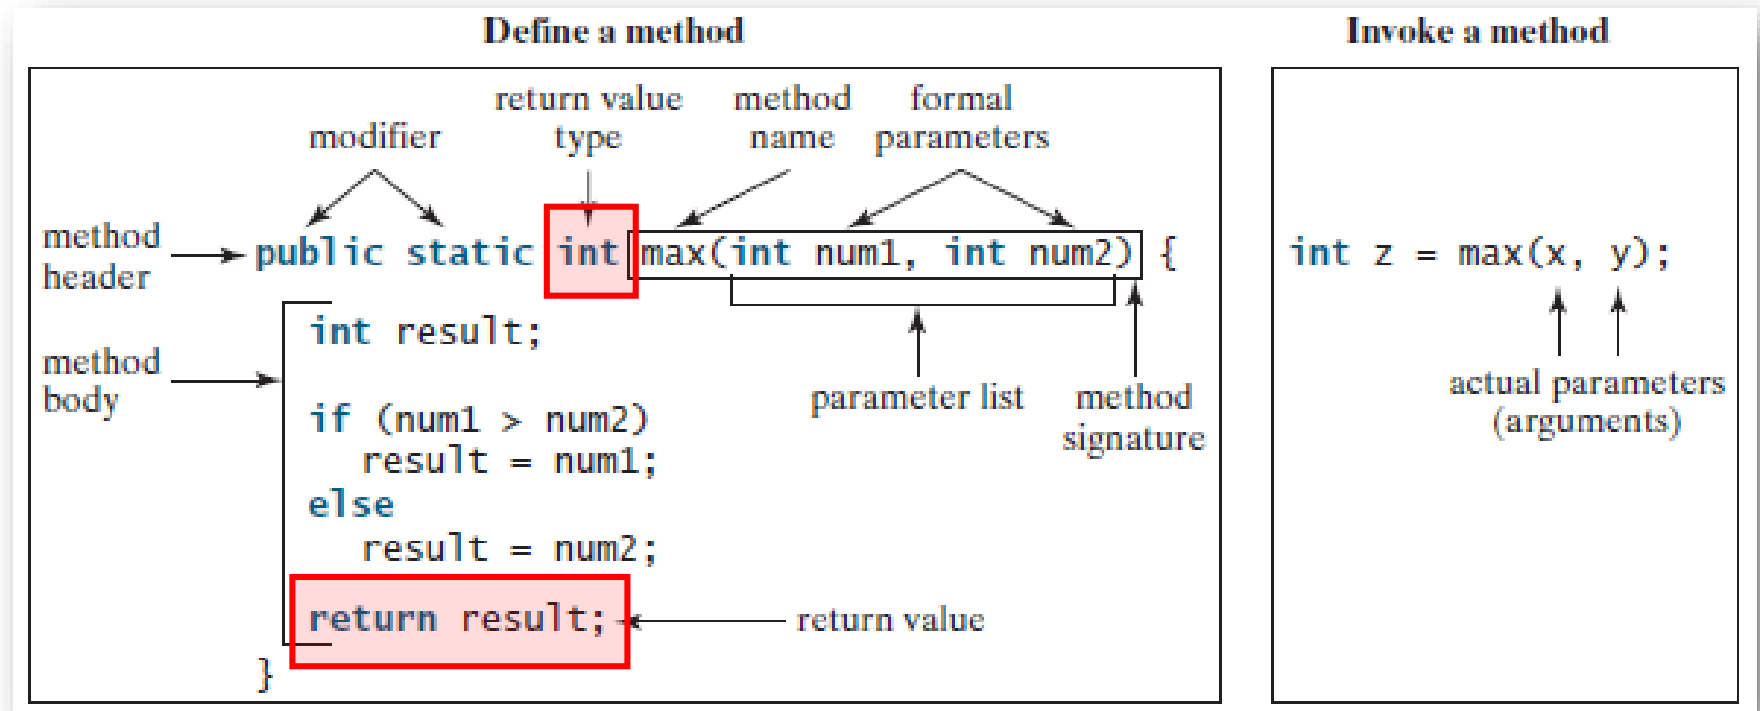 Define a method
return value
type
method
name
formal
parameters
modifier
method
header
public static int max(int num1, int num2) {
method
body
int result;
if (num1 > num2)
result = num1;
else
result = num2;
return result;
}
parameter list
method
signature
return value
Invoke a method
int z = max(x, y);
actual parameters
(arguments)